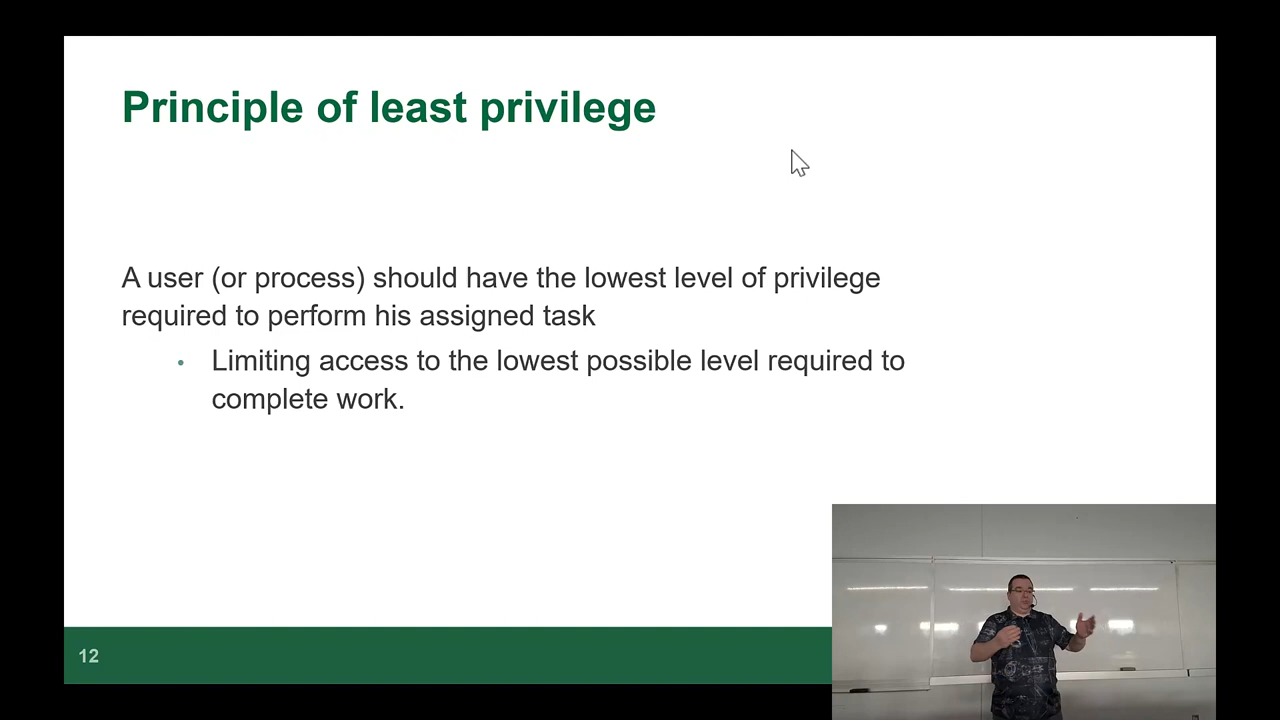 Principle of least privilege
A user (or process) should have the lowest level of privilege
required to perform his assigned task
• Limiting access to the lowest possible level required to
complete work.
12